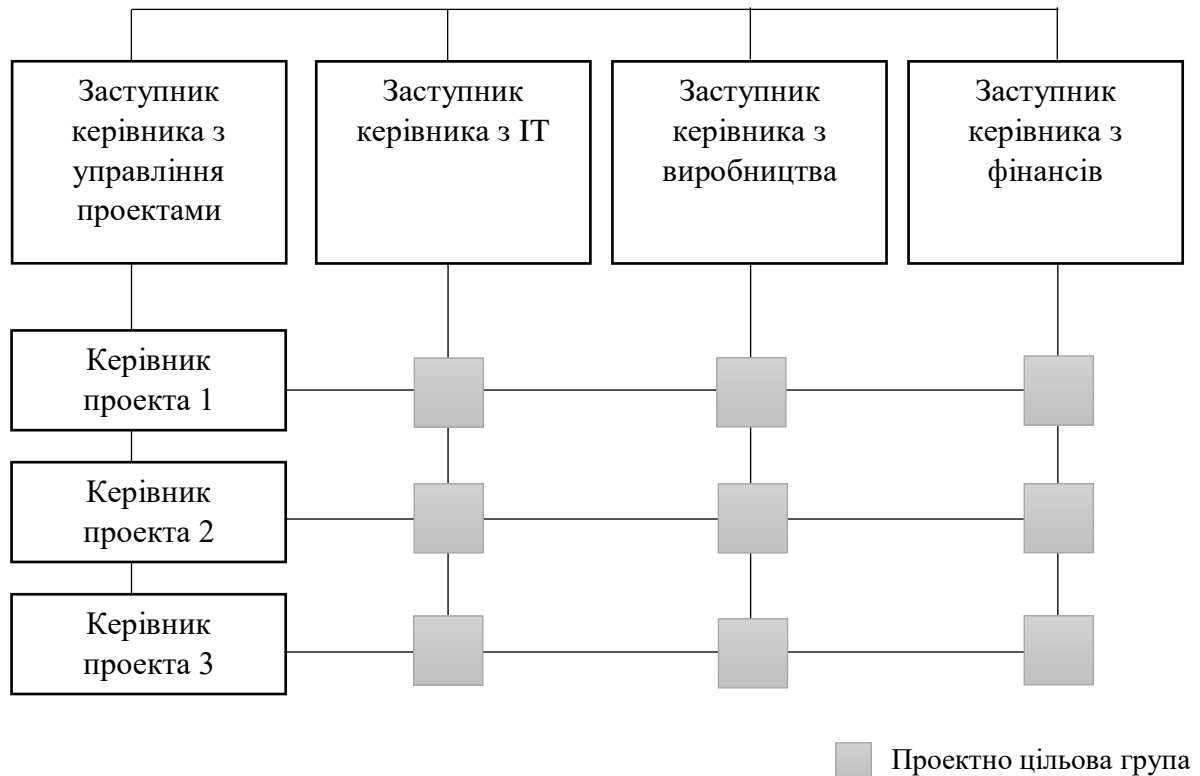 Заступник
керівника з
управління
проектами
Заступник
керівника з ІТ
Заступник
керівника з
виробництва
Заступник
керівника з
фінансів
Керівник
проекта 1
Керівник
проекта 2
Керівник
проекта 3
Проектно цільова група